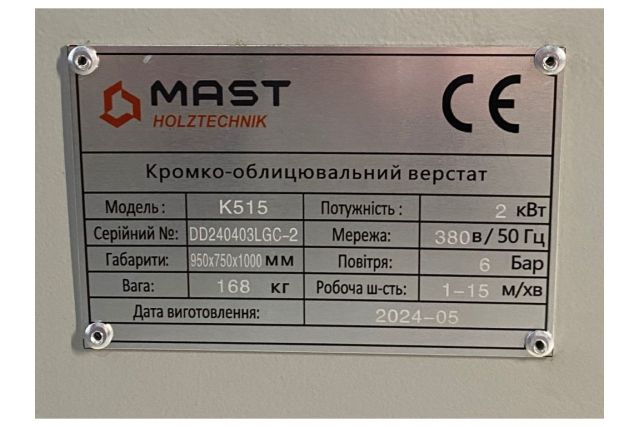 MAST
HOLZTECHNIK
CE
Кромко-облицювальний верстат
Модель: K515 Потужність: 2 кВт
Серійний №: DD240403LGC-2 Мережа: 380 в/50 Гц
Габарити: 950x750x1000 мм Повітря: 6 Бар
Вага: 168 кг Робоча ш-сть: 1-15 м/хв
Дата виготовлення: 2024-05